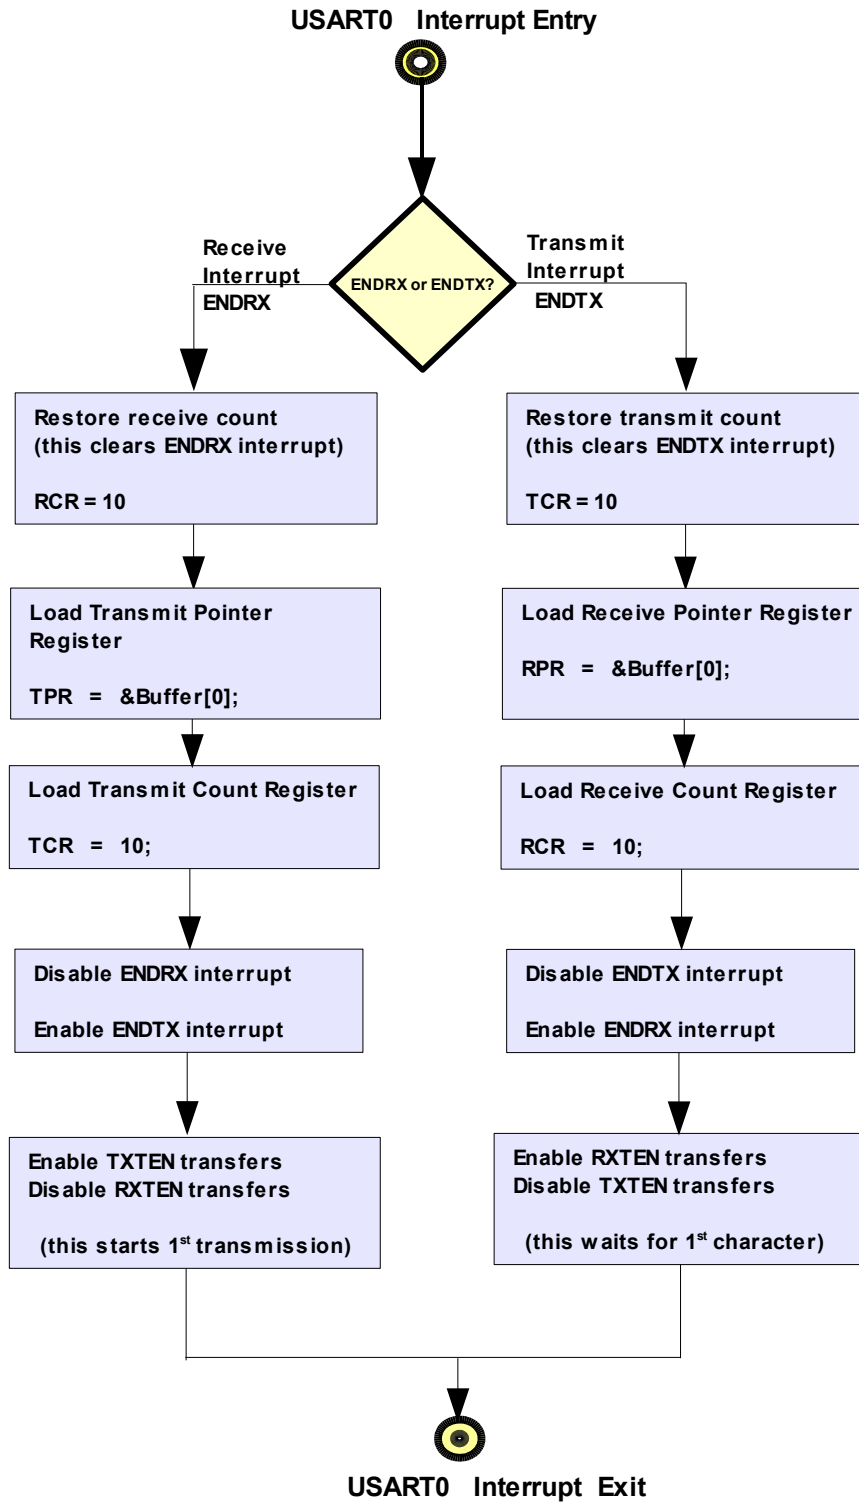 USART0 Interrupt Entry
ENDRX or ENDTX?
Receive
Interrupt
ENDRX
Transmit
Interrupt
ENDTX
Restore receive count
(this clears ENDRX interrupt)
RCR = 10
Load Transmit Pointer
Register
TPR = &Buffer[0];
Load Transmit Count Register
TCR = 10;
Disable ENDRX interrupt
Enable ENDTX interrupt
Enable TXTEN transfers
Disable RXTEN transfers
(this starts 1st transmission)
Restore transmit count
(this clears ENDTX interrupt)
TCR = 10
Load Receive Pointer Register
RPR = &Buffer[0];
Load Receive Count Register
RCR = 10;
Disable ENDTX interrupt
Enable ENDRX interrupt
Enable RXTEN transfers
Disable TXTEN transfers
(this waits for 1st character)
USART0 Interrupt Exit